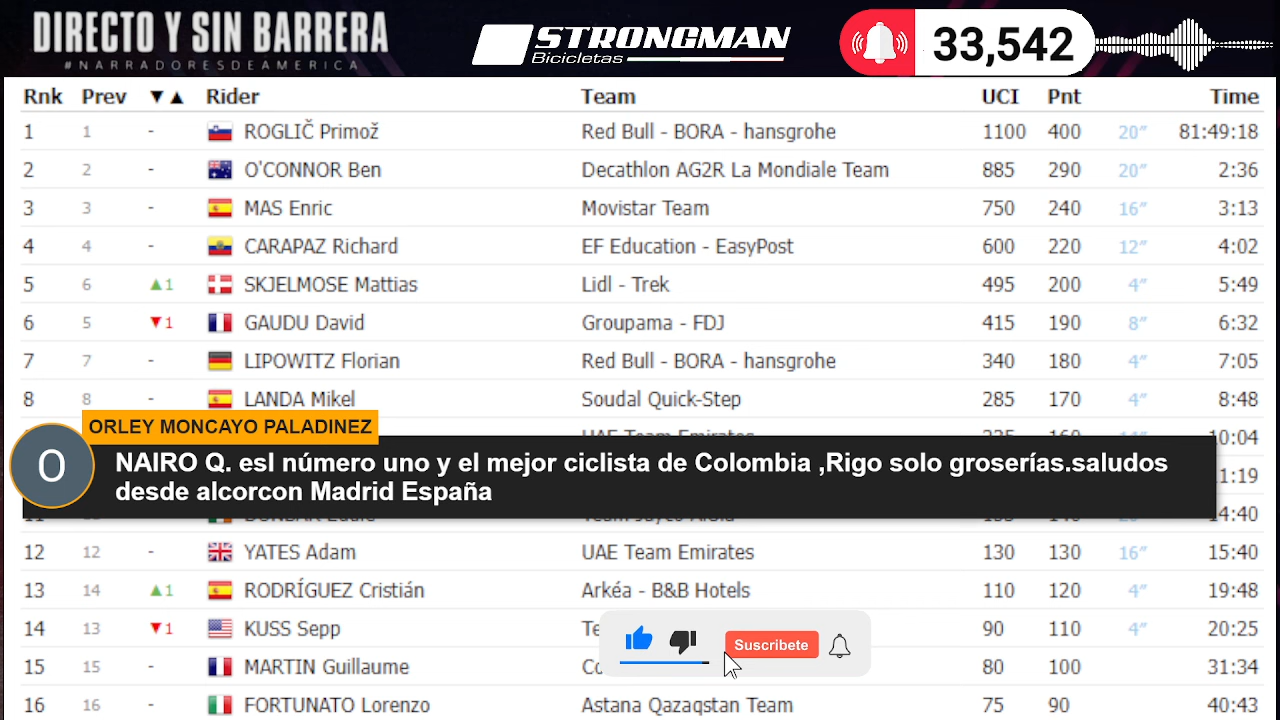 DIRECTO Y SIN BARRERA
#NARRADORESDEAMERICA
STRONGMAN
Bicicletas
33,542
Rnk Prev ▼▲ Rider Team UCI Pnt Time
1 1 - ROGLIČ Primož Red Bull - BORA - hansgrohe 1100 400 20″ 81:49:18
2 2 - O'CONNOR Ben Decathlon AG2R La Mondiale Team 885 290 20″ 2:36
3 3 - MAS Enric Movistar Team 750 240 16″ 3:13
4 4 - CARAPAZ Richard EF Education - EasyPost 600 220 12″ 4:02
5 6 ▲1 SKJELMOSE Mattias Lidl - Trek 495 200 4″ 5:49
6 5 ▼1 GAUDU David Groupama - FDJ 415 190 8″ 6:32
7 7 - LIPOWITZ Florian Red Bull - BORA - hansgrohe 340 180 4″ 7:05
8 8 - LANDA Mikel Soudal Quick-Step 285 170 4″ 8:48
ORLEY MONCAYO PALADINEZ
O
NAIRO Q. esl número uno y el mejor ciclista de Colombia ,Rigo solo groserías.saludos
desde alcorcon Madrid España
12 12 - YATES Adam UAE Team Emirates 130 130 16″ 15:40
13 14 ▲1 RODRÍGUEZ Cristián Arkéa - B&B Hotels 110 120 4″ 19:48
14 13 ▼1 KUSS Sepp 90 110 4″ 20:25
Suscribete
15 15 - MARTIN Guillaume 80 100 31:34
16 16 - FORTUNATO Lorenzo Astana Qazaqstan Team 75 90 40:43